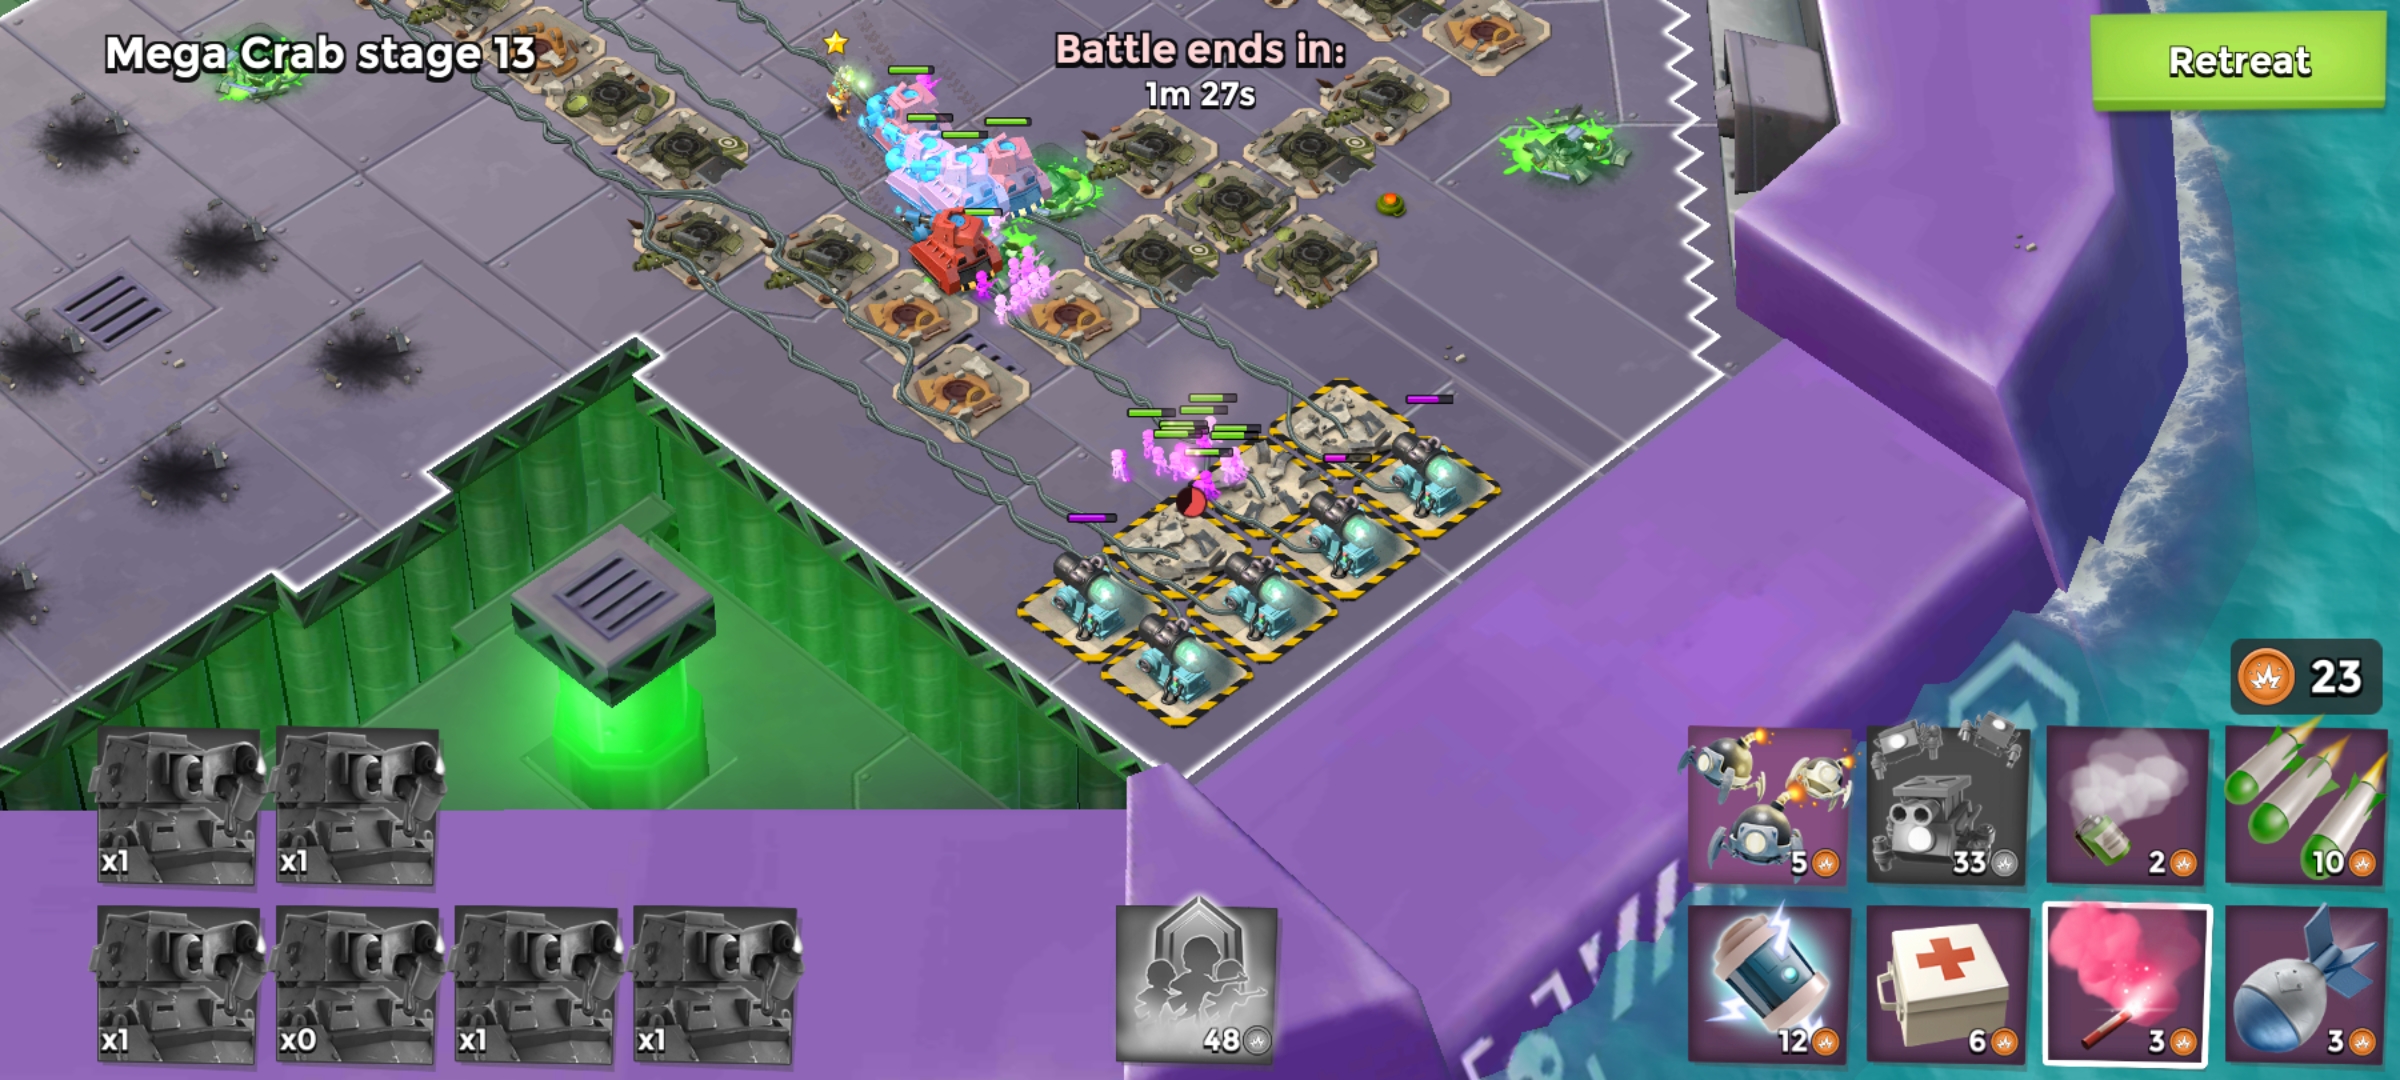 Mega Crab stage 13
Battle ends in:
1m 27s
Retreat
23
x1
x1
5
33
2
10
x1
x0
x1
x1
48
12
6
3
3